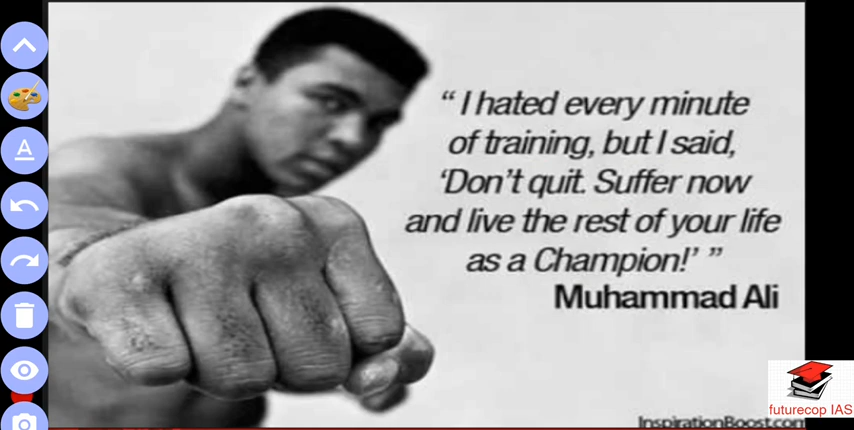 “ I hated every minute
of training, but I said,
‘Don’t quit. Suffer now
and live the rest of your life
as a Champion!’ ”
Muhammad Ali
A
futurecop IAS
InspirationBoost.com